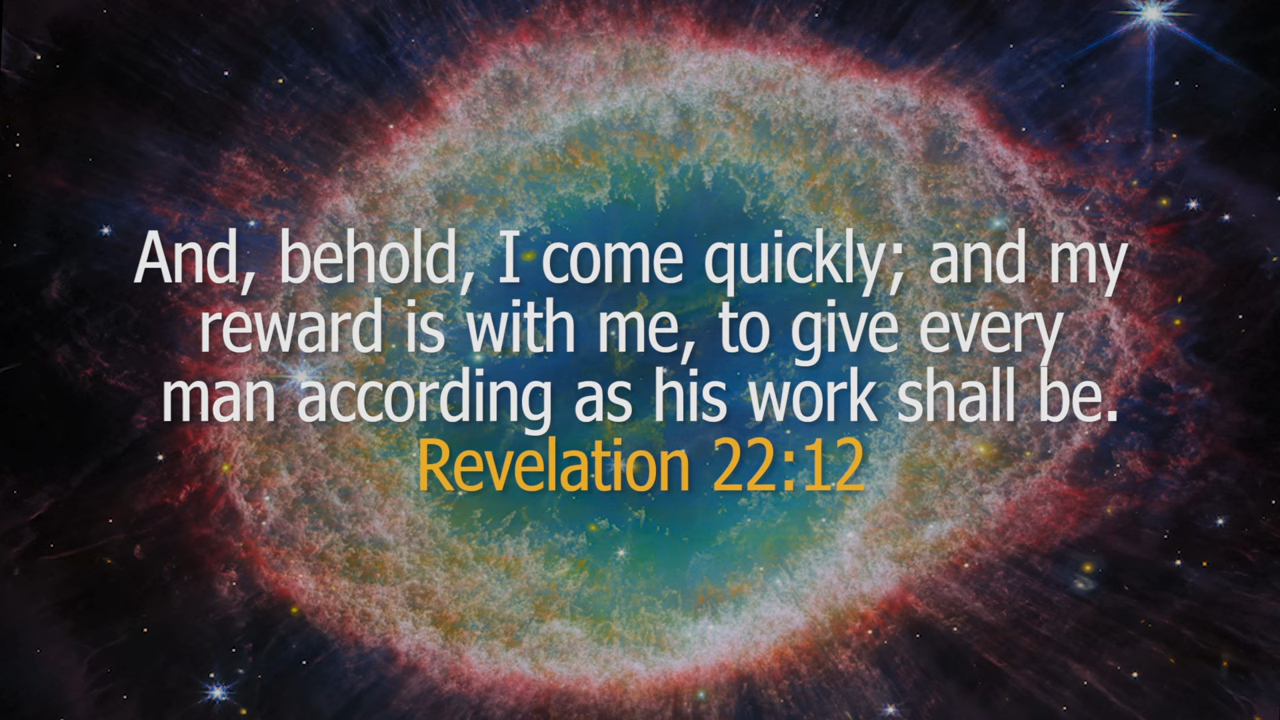 And, behold, I come quickly; and my
reward is with me, to give every
man according as his work shall be.
Revelation 22:12